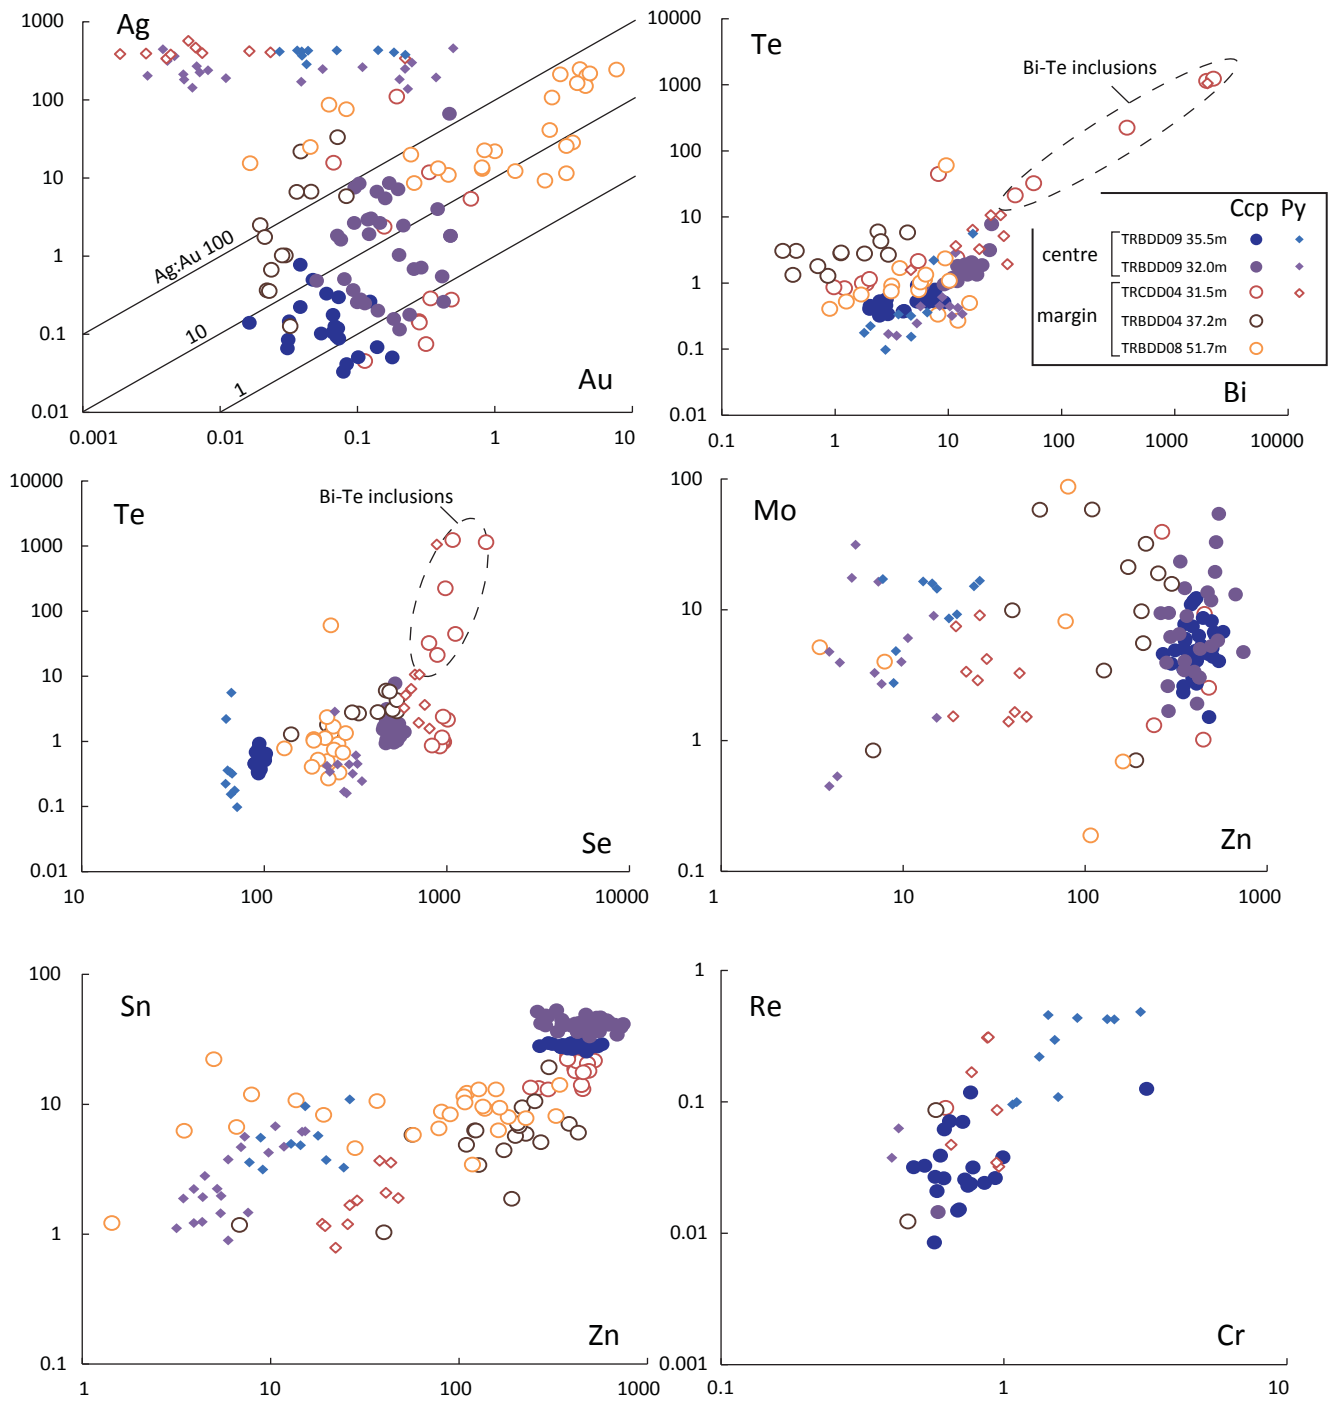 Ag
1000
100
10
1
0.1
0.01
Ag:Au 100
10
1
Au
0.001
0.01
0.1
1
10
Te
10000
1000
100
10
1
0.1
0.01
Bi-Te inclusions
Ccp Py
centre
TRBDD09 35.5m
TRBDD09 32.0m
margin
TRCDD04 31.5m
TRBDD04 37.2m
TRBDD08 51.7m
Bi
0.1
1
10
100
1000
10000
Te
10000
1000
100
10
1
0.1
0.01
Bi-Te inclusions
Se
10
100
1000
10000
Mo
100
10
1
0.1
Zn
1
10
100
1000
Sn
100
10
1
0.1
Zn
1
10
100
1000
Re
1
0.1
0.01
0.001
Cr
0.1
1
10